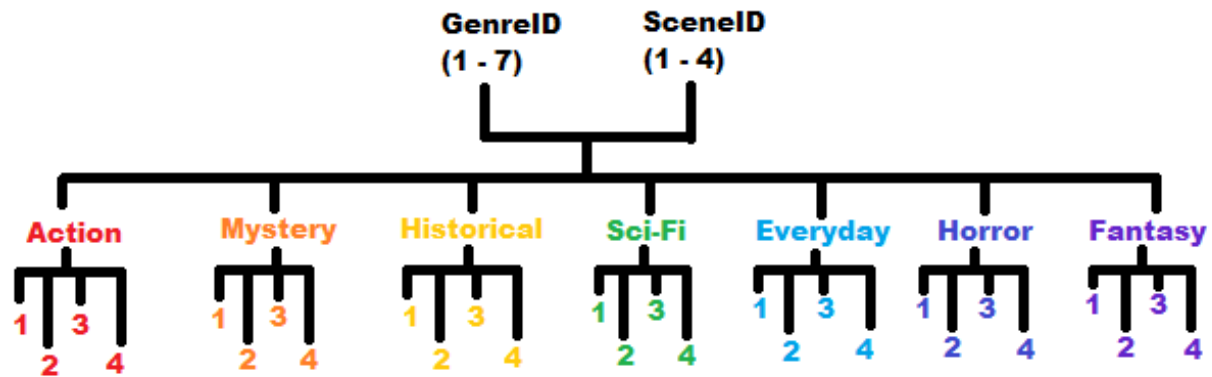 GenreID SceneID
(1 - 7) (1 - 4)
Action Mystery Historical Sci-Fi Everyday Horror Fantasy
1 3 1 3 1 3 1 3 1 3 1 3 1 3
2 4 2 4 2 4 2 4 2 4 2 4 2 4